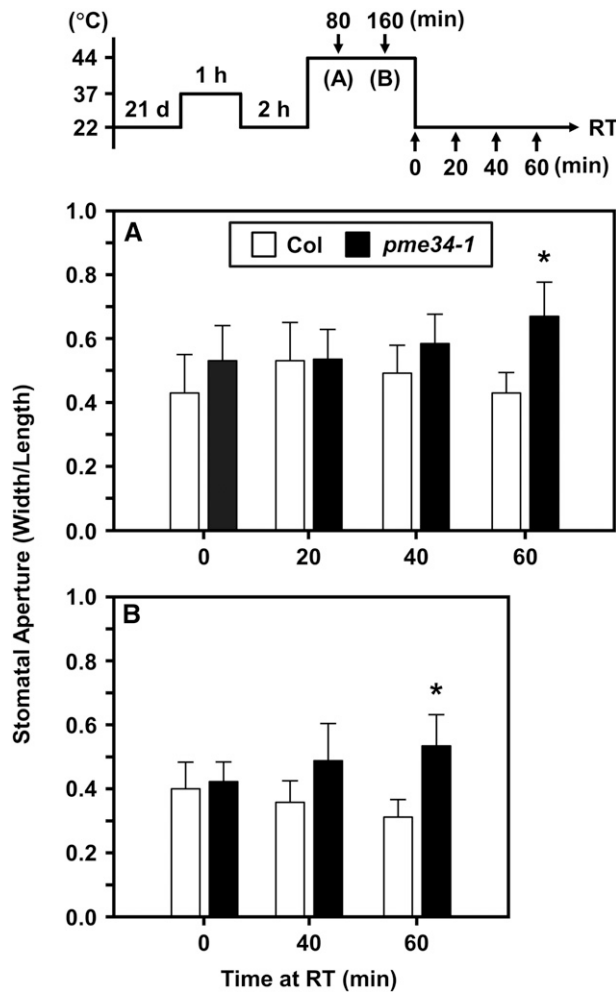 (°C) 80 160 (min)
44 (A) (B)
37 1 h
22 21 d 2 h RT
0 20 40 60 (min)
Stomatal Aperture (Width/Length)
A
Col pme34-1
*
1.0
0.8
0.6
0.4
0.2
0.0
0 20 40 60
B
*
1.0
0.8
0.6
0.4
0.2
0.0
0 40 60
Time at RT (min)